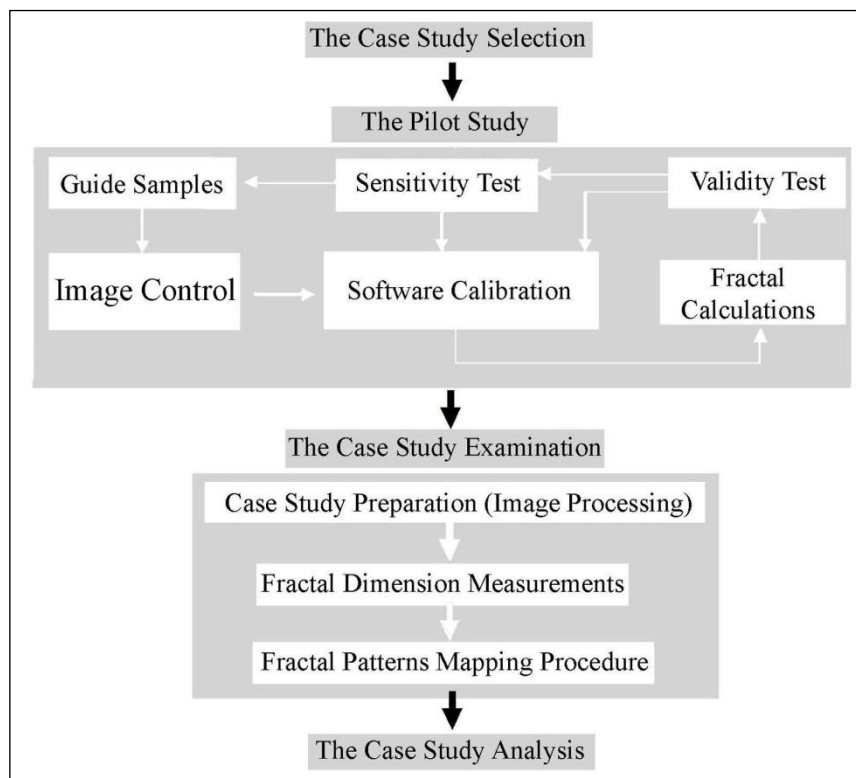 The Case Study Selection
The Pilot Study
Guide Samples
Sensitivity Test
Validity Test
Image Control
Software Calibration
Fractal
Calculations
The Case Study Examination
Case Study Preparation (Image Processing)
Fractal Dimension Measurements
Fractal Patterns Mapping Procedure
The Case Study Analysis